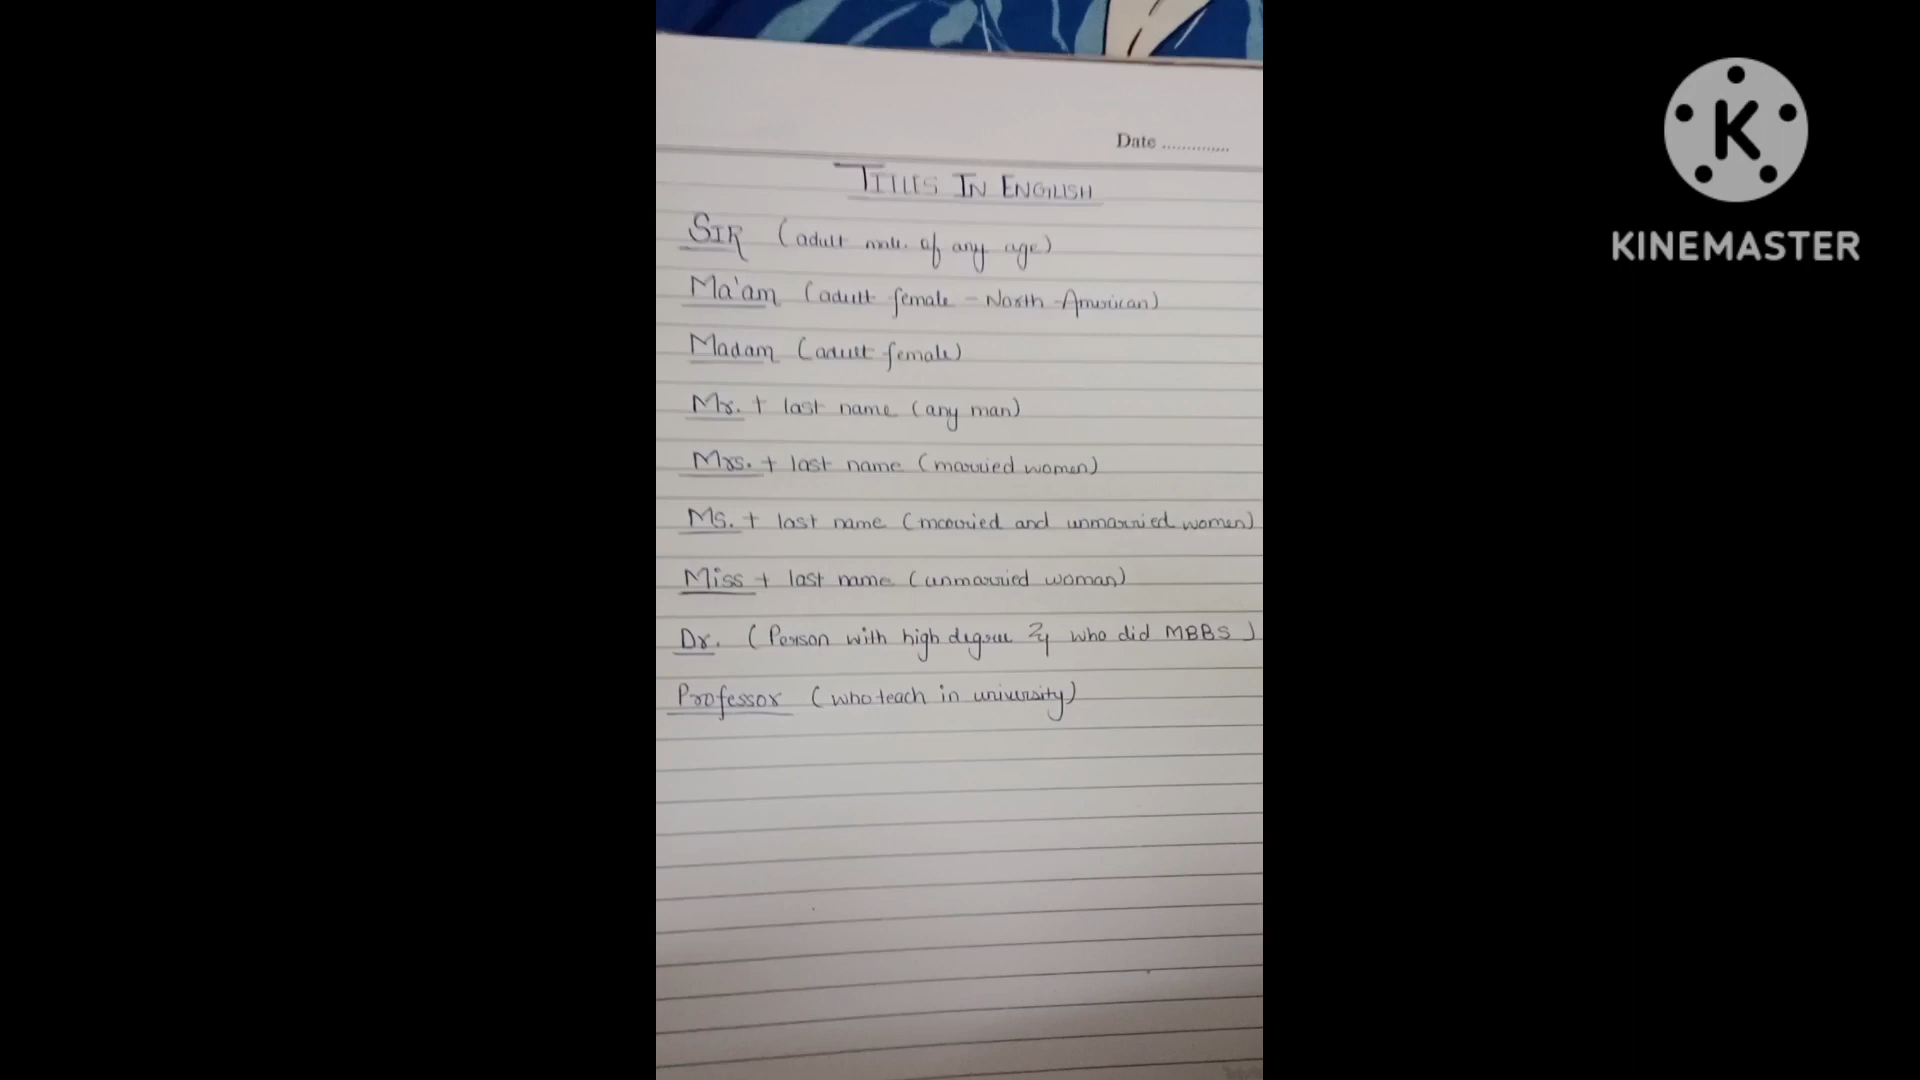 Date ..............
TITLES IN ENGLISH
SIR (adult male of any age)
Ma'am (adult female - North-American)
Madam (adult female)
Mr. + last name (any man)
Mrs. + last name (married women)
Ms. + last name (married and unmarried women)
Miss + last name (unmarried woman)
Dr. (Person with high degree & who did MBBS)
Professor (who teach in university)
K
KINEMASTER